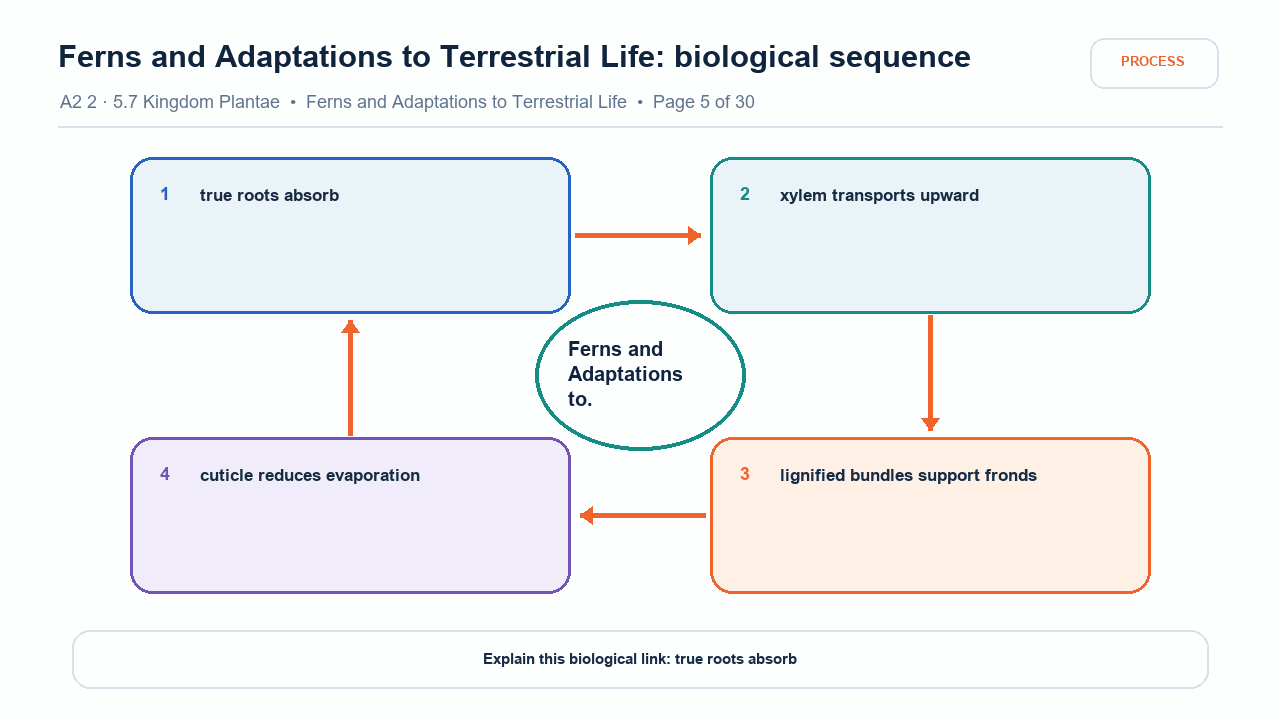 Ferns and Adaptations to Terrestrial Life: biological sequence
PROCESS
A2 2 · 5.7 Kingdom Plantae • Ferns and Adaptations to Terrestrial Life • Page 5 of 30
1 true roots absorb
2 xylem transports upward
Ferns and
Adaptations
to.
4 cuticle reduces evaporation
3 lignified bundles support fronds
Explain this biological link: true roots absorb